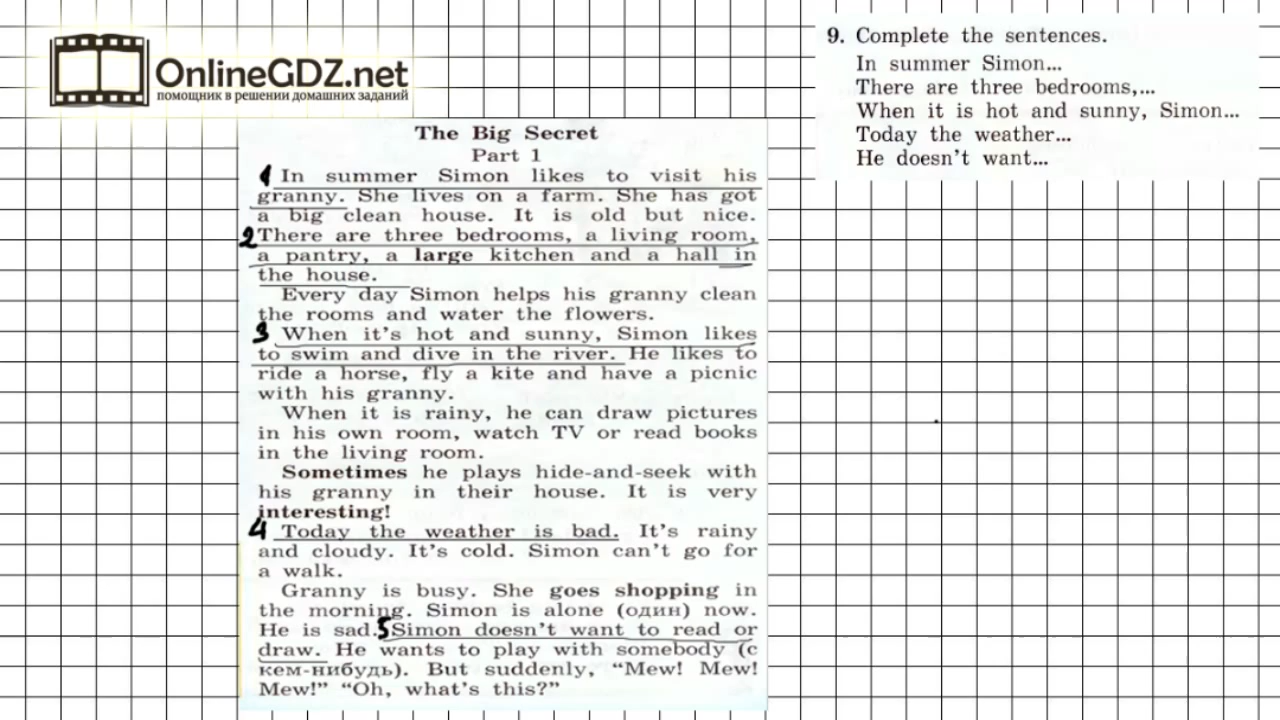 OnlineGDZ.net
помощник в решении домашних заданий
9. Complete the sentences.
In summer Simon...
There are three bedrooms,...
When it is hot and sunny, Simon...
Today the weather...
He doesn't want...
The Big Secret
Part 1
1 In summer Simon likes to visit his
granny. She lives on a farm. She has got
a big clean house. It is old but nice.
2 There are three bedrooms, a living room,
a pantry, a large kitchen and a hall in
the house.
Every day Simon helps his granny clean
the rooms and water the flowers.
3 When it's hot and sunny, Simon likes
to swim and dive in the river. He likes to
ride a horse, fly a kite and have a picnic
with his granny.
When it is rainy, he can draw pictures
in his own room, watch TV or read books
in the living room.
Sometimes he plays hide-and-seek with
his granny in their house. It is very
interesting!
4 Today the weather is bad. It's rainy
and cloudy. It's cold. Simon can't go for
a walk.
Granny is busy. She goes shopping in
the morning. Simon is alone (один) now.
He is sad. 5 Simon doesn't want to read or
draw. He wants to play with somebody (с
кем-нибудь). But suddenly, "Mew! Mew!
Mew!" "Oh, what's this?"